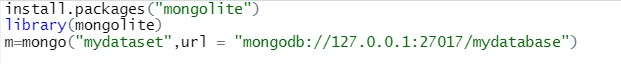 install.packages("mongolite")
library(mongolite)
m=mongo("mydataset",url = "mongodb://127.0.0.1:27017/mydatabase")